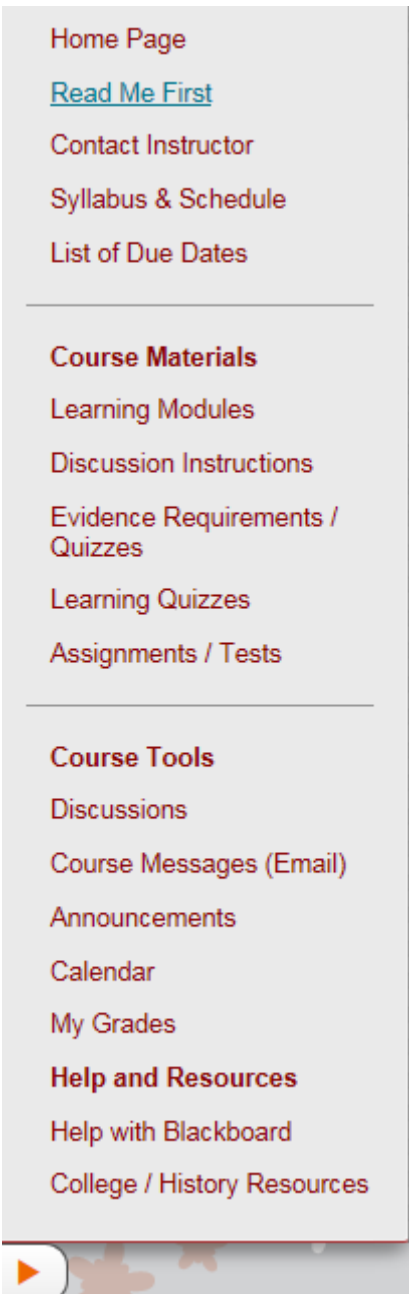 Home Page
Read Me First
Contact Instructor
Syllabus & Schedule
List of Due Dates
Course Materials
Learning Modules
Discussion Instructions
Evidence Requirements /
Quizzes
Learning Quizzes
Assignments / Tests
Course Tools
Discussions
Course Messages (Email)
Announcements
Calendar
My Grades
Help and Resources
Help with Blackboard
College / History Resources